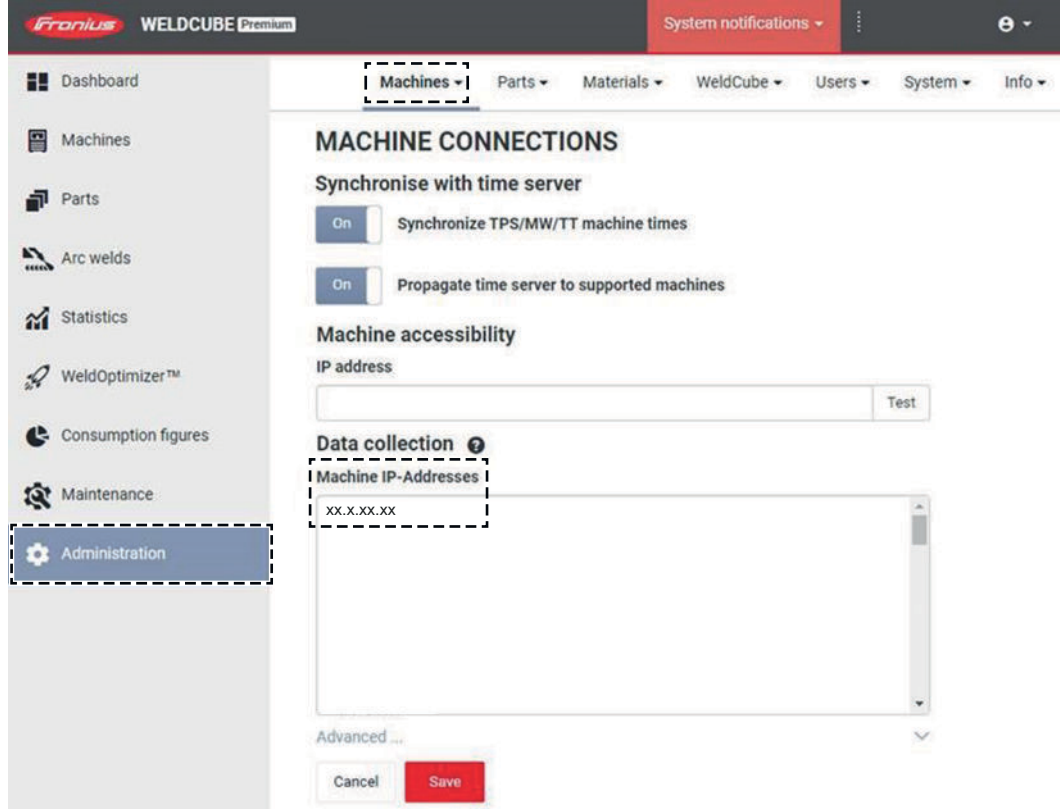 Fronius WELDCUBE Premium System notifications
Dashboard
Machines
Parts
Arc welds
Statistics
WeldOptimizer™
Consumption figures
Maintenance
Administration
Machines Parts Materials WeldCube Users System Info
MACHINE CONNECTIONS
Synchronise with time server
On Synchronize TPS/MW/TT machine times
On Propagate time server to supported machines
Machine accessibility
IP address
Test
Data collection ?
Machine IP-Addresses
xx.x.xx.xx
Advanced ...
Cancel Save